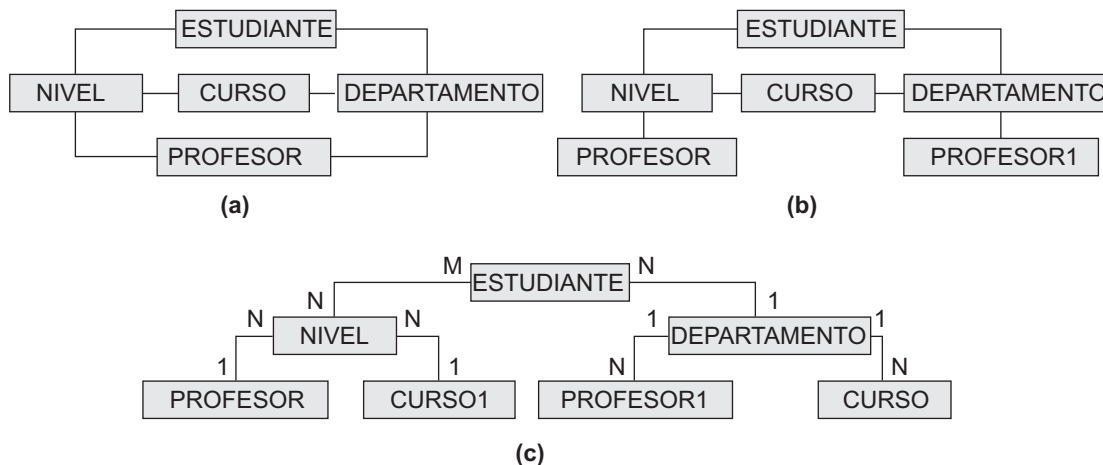 ESTUDIANTE
NIVEL CURSO DEPARTAMENTO
PROFESOR
(a)
ESTUDIANTE
NIVEL CURSO DEPARTAMENTO
PROFESOR PROFESOR1
(b)
M ESTUDIANTE N
N 1
N NIVEL N 1 DEPARTAMENTO 1
1 1 N N
PROFESOR CURSO1 PROFESOR1 CURSO
(c)